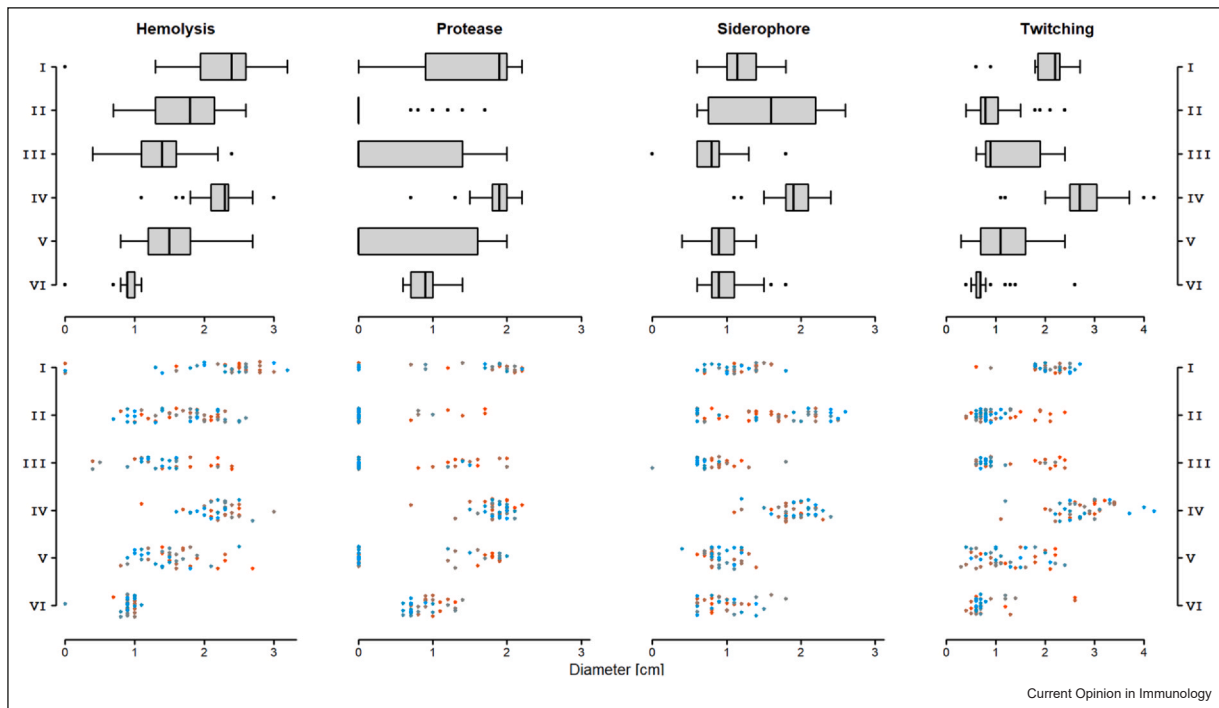 Hemolysis Protease Siderophore Twitching
I I
II II
III III
IV IV
V V
VI VI
0 1 2 3 0 1 2 3 0 1 2 3 0 1 2 3 4
I I
II II
III III
IV IV
V V
VI VI
0 1 2 3 0 1 2 3 0 1 2 3 0 1 2 3 4
Diameter [cm]
Current Opinion in Immunology